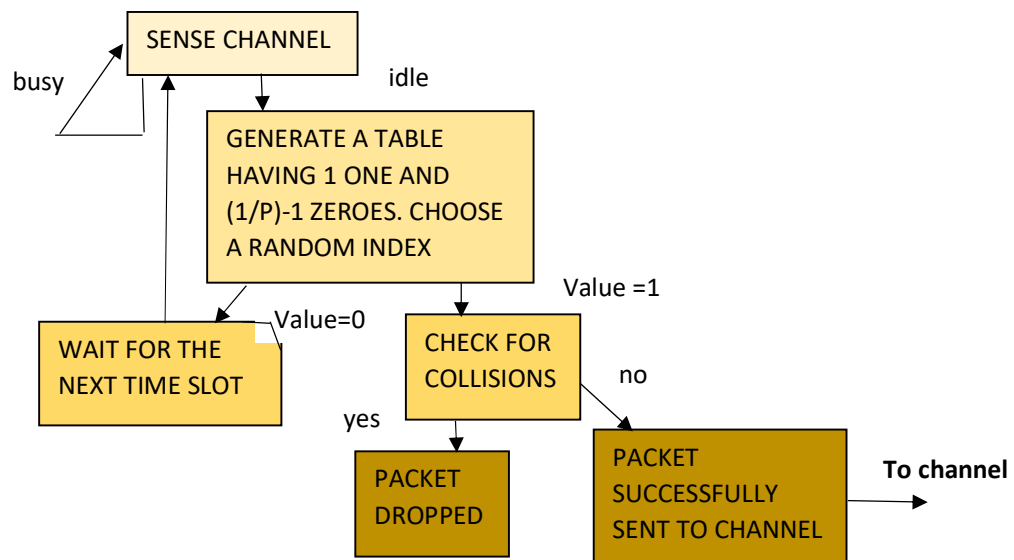 SENSE CHANNEL
busy
idle
GENERATE A TABLE
HAVING 1 ONE AND
(1/P)-1 ZEROES. CHOOSE
A RANDOM INDEX
Value =1
Value=0
WAIT FOR THE
NEXT TIME SLOT
CHECK FOR
COLLISIONS
no
yes
PACKET
DROPPED
PACKET
SUCCESSFULLY
SENT TO CHANNEL
To channel